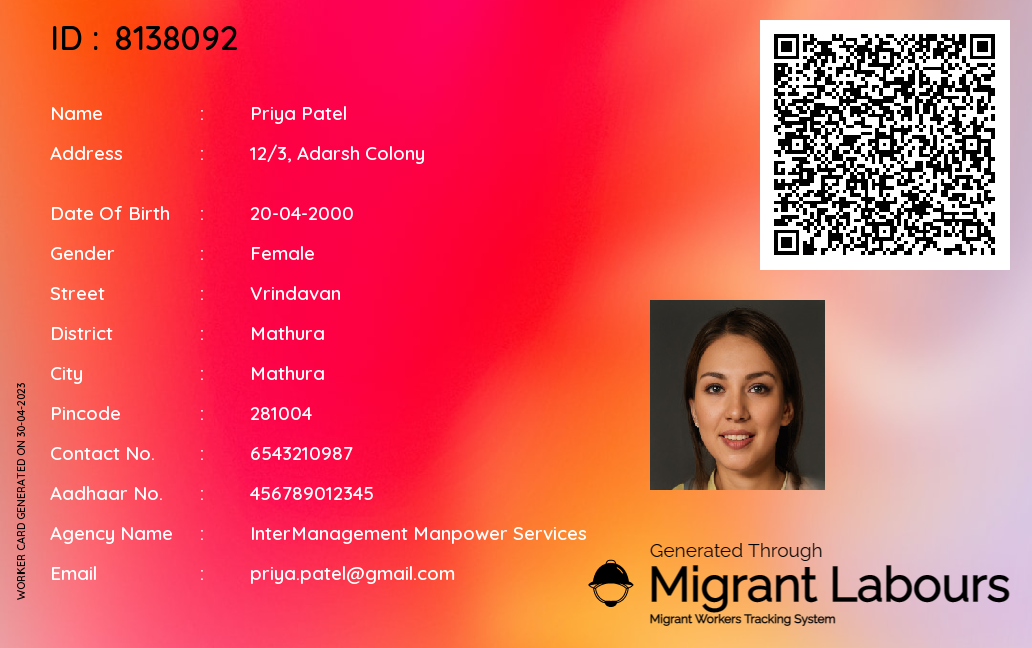 ID : 8138092
Name : Priya Patel
Address : 12/3, Adarsh Colony
Date Of Birth : 20-04-2000
Gender : Female
Street : Vrindavan
District : Mathura
City : Mathura
Pincode : 281004
Contact No. : 6543210987
Aadhaar No. : 456789012345
Agency Name : InterManagement Manpower Services
Email : priya.patel@gmail.com
WORKER CARD GENERATED ON 30-04-2023
Generated Through
Migrant Labours
Migrant Workers Tracking System